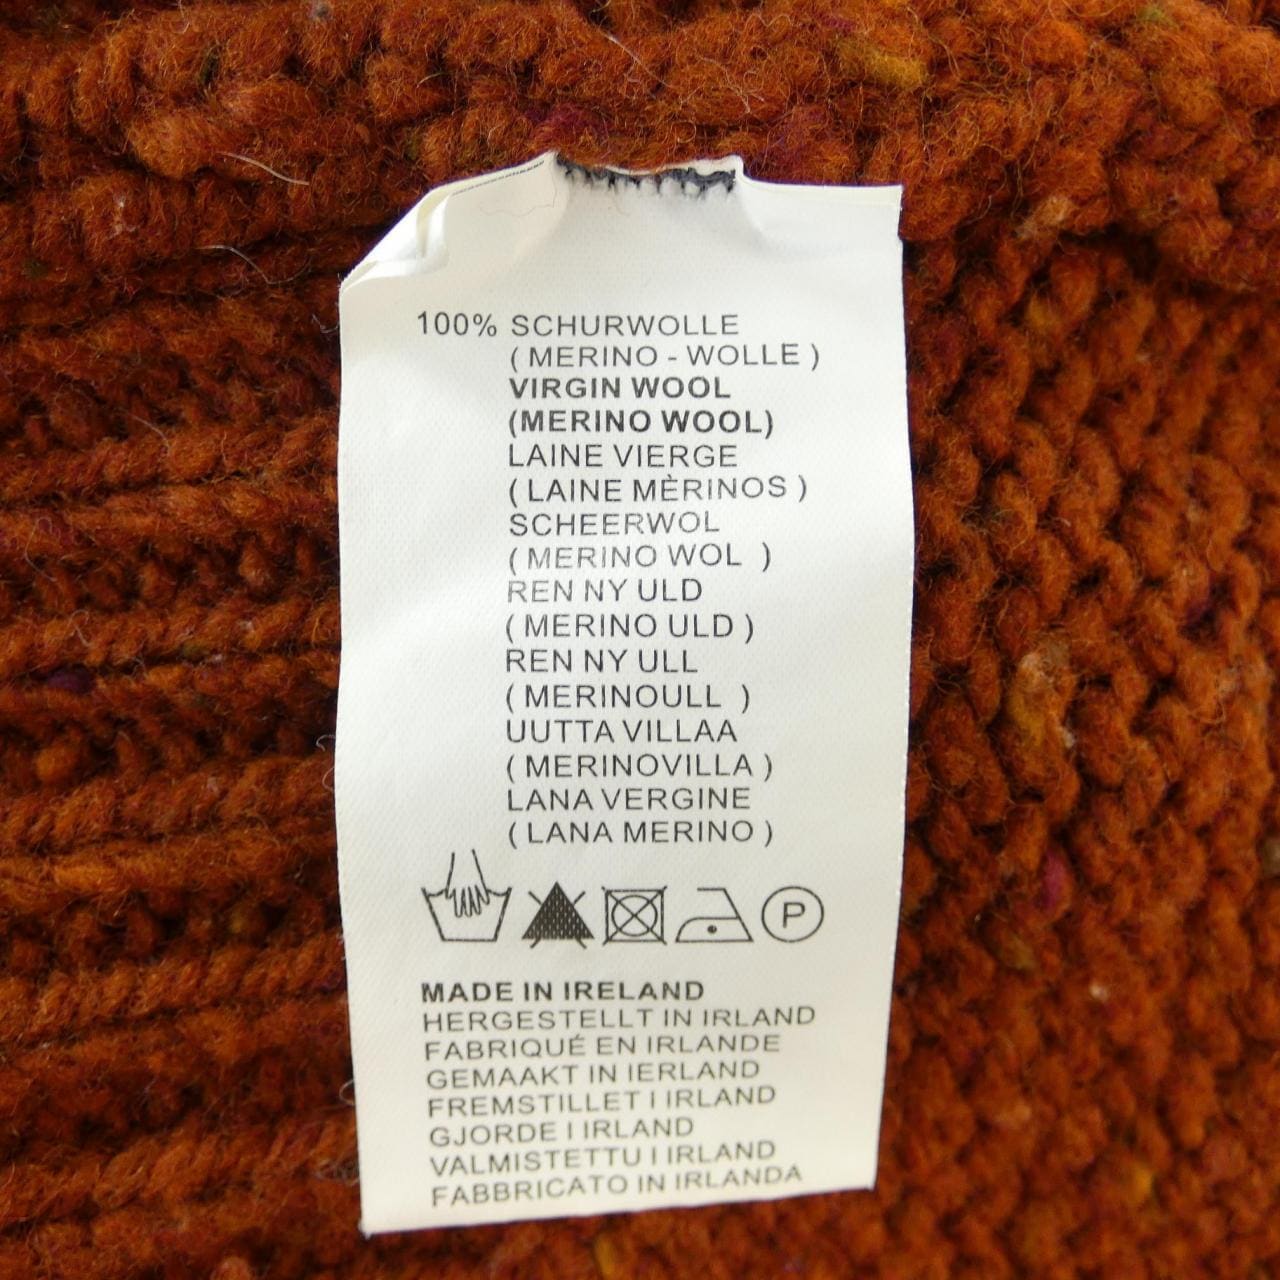 100% SCHURWOLLE
( MERINO - WOLLE )
VIRGIN WOOL
(MERINO WOOL)
LAINE VIERGE
( LAINE MÈRINOS )
SCHEERWOL
( MERINO WOL )
REN NY ULD
( MERINO ULD )
REN NY ULL
( MERINOULL )
UUTTA VILLAA
( MERINOVILLA )
LANA VERGINE
( LANA MERINO )
P
MADE IN IRELAND
HERGESTELLT IN IRLAND
FABRIQUÉ EN IRLANDE
GEMAAKT IN IERLAND
FREMSTILLET I IRLAND
GJORDE I IRLAND
VALMISTETTU I IRLAND
FABBRICATO IN IRLANDA